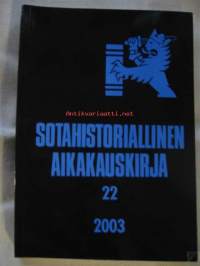 Antikvariaatti.net
SOTAHISTORIALLINEN
AIKAKAUSKIRJA
22
2003